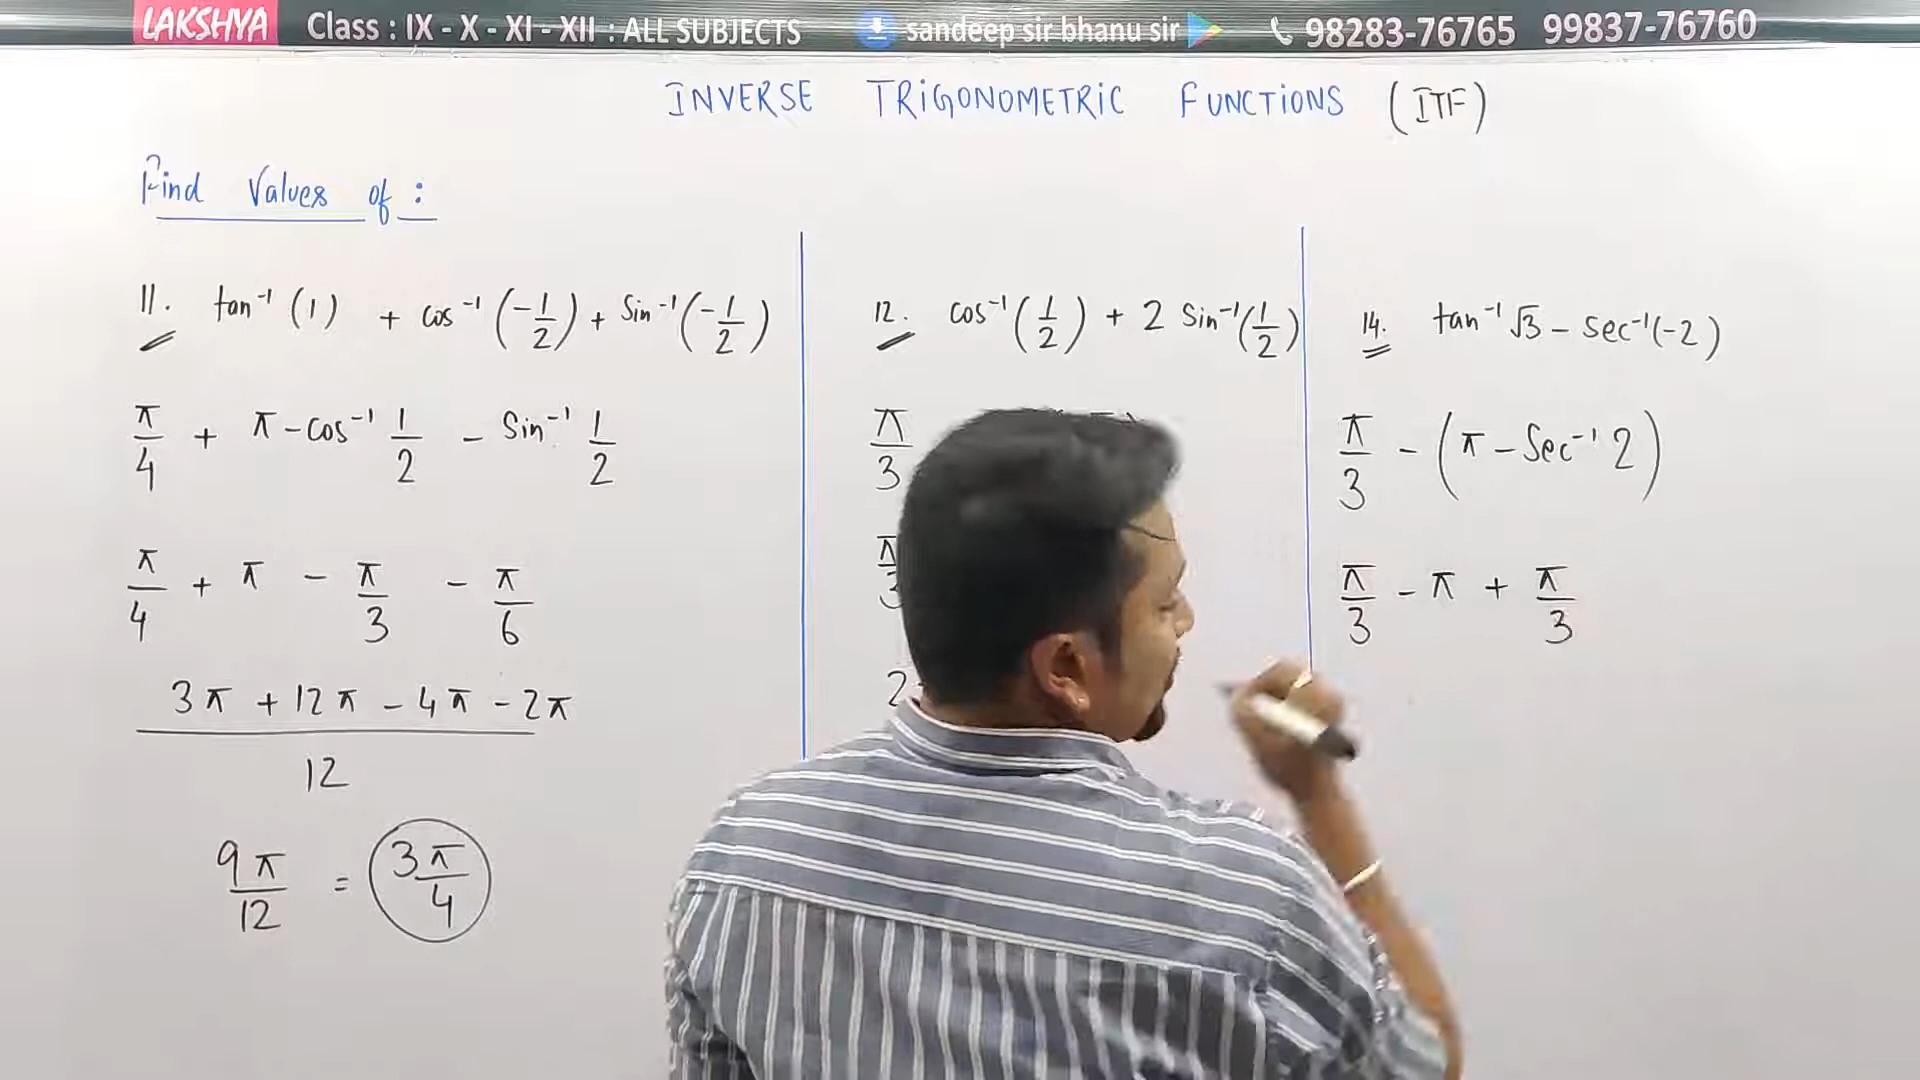 LAKSHYA Class : IX - X - XI - XII : ALL SUBJECTS sandeep sir bhanu sir 98283-76765 99837-76760
INVERSE TRIGONOMETRIC FUNCTIONS (ITF)
Find Values of :
11. tan⁻¹ (1) + cos⁻¹ (-1/2) + Sin⁻¹ (-1/2)
π/4 + π - cos⁻¹ 1/2 - Sin⁻¹ 1/2
π/4 + π - π/3 - π/6
(3π + 12π - 4π - 2π)/12
9π/12 = 3π/4
12. cos⁻¹ (1/2) + 2 Sin⁻¹ (1/2)
π/3
π/3
2
14. tan⁻¹ √3 - sec⁻¹ (-2)
π/3 - (π - Sec⁻¹ 2)
π/3 - π + π/3